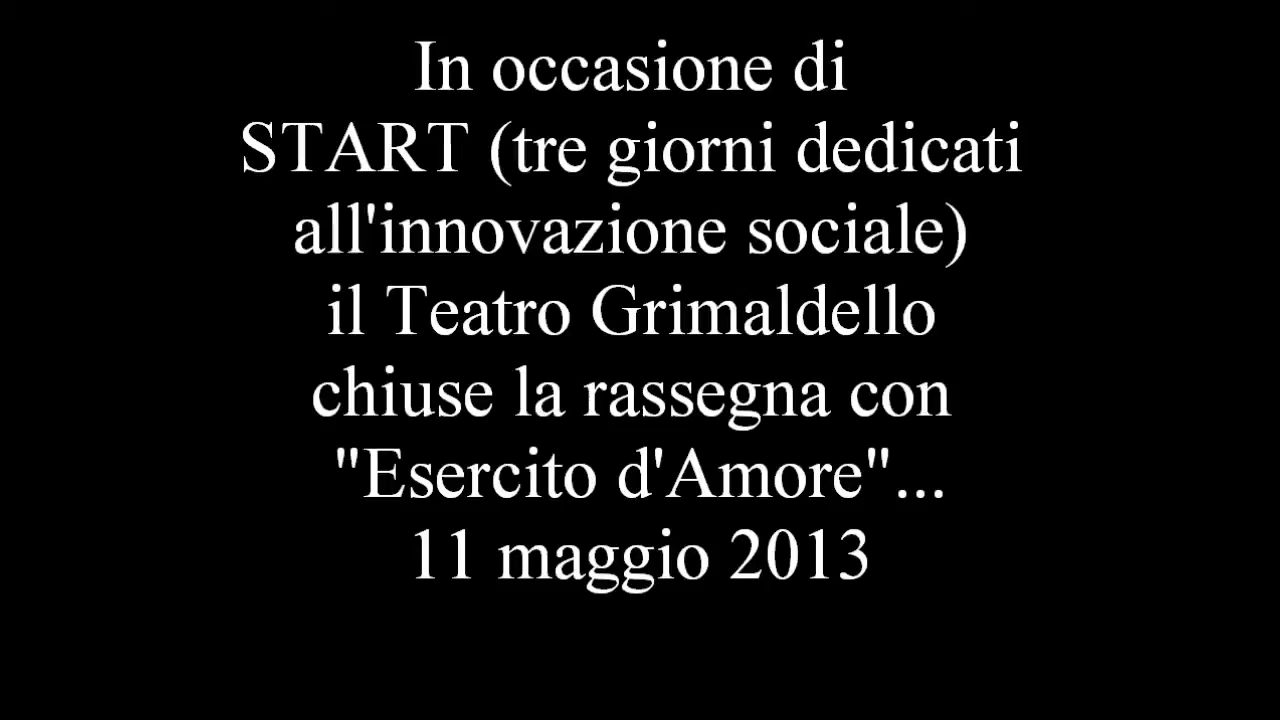 In occasione di
START (tre giorni dedicati
all'innovazione sociale)
il Teatro Grimaldello
chiuse la rassegna con
"Esercito d'Amore"...
11 maggio 2013